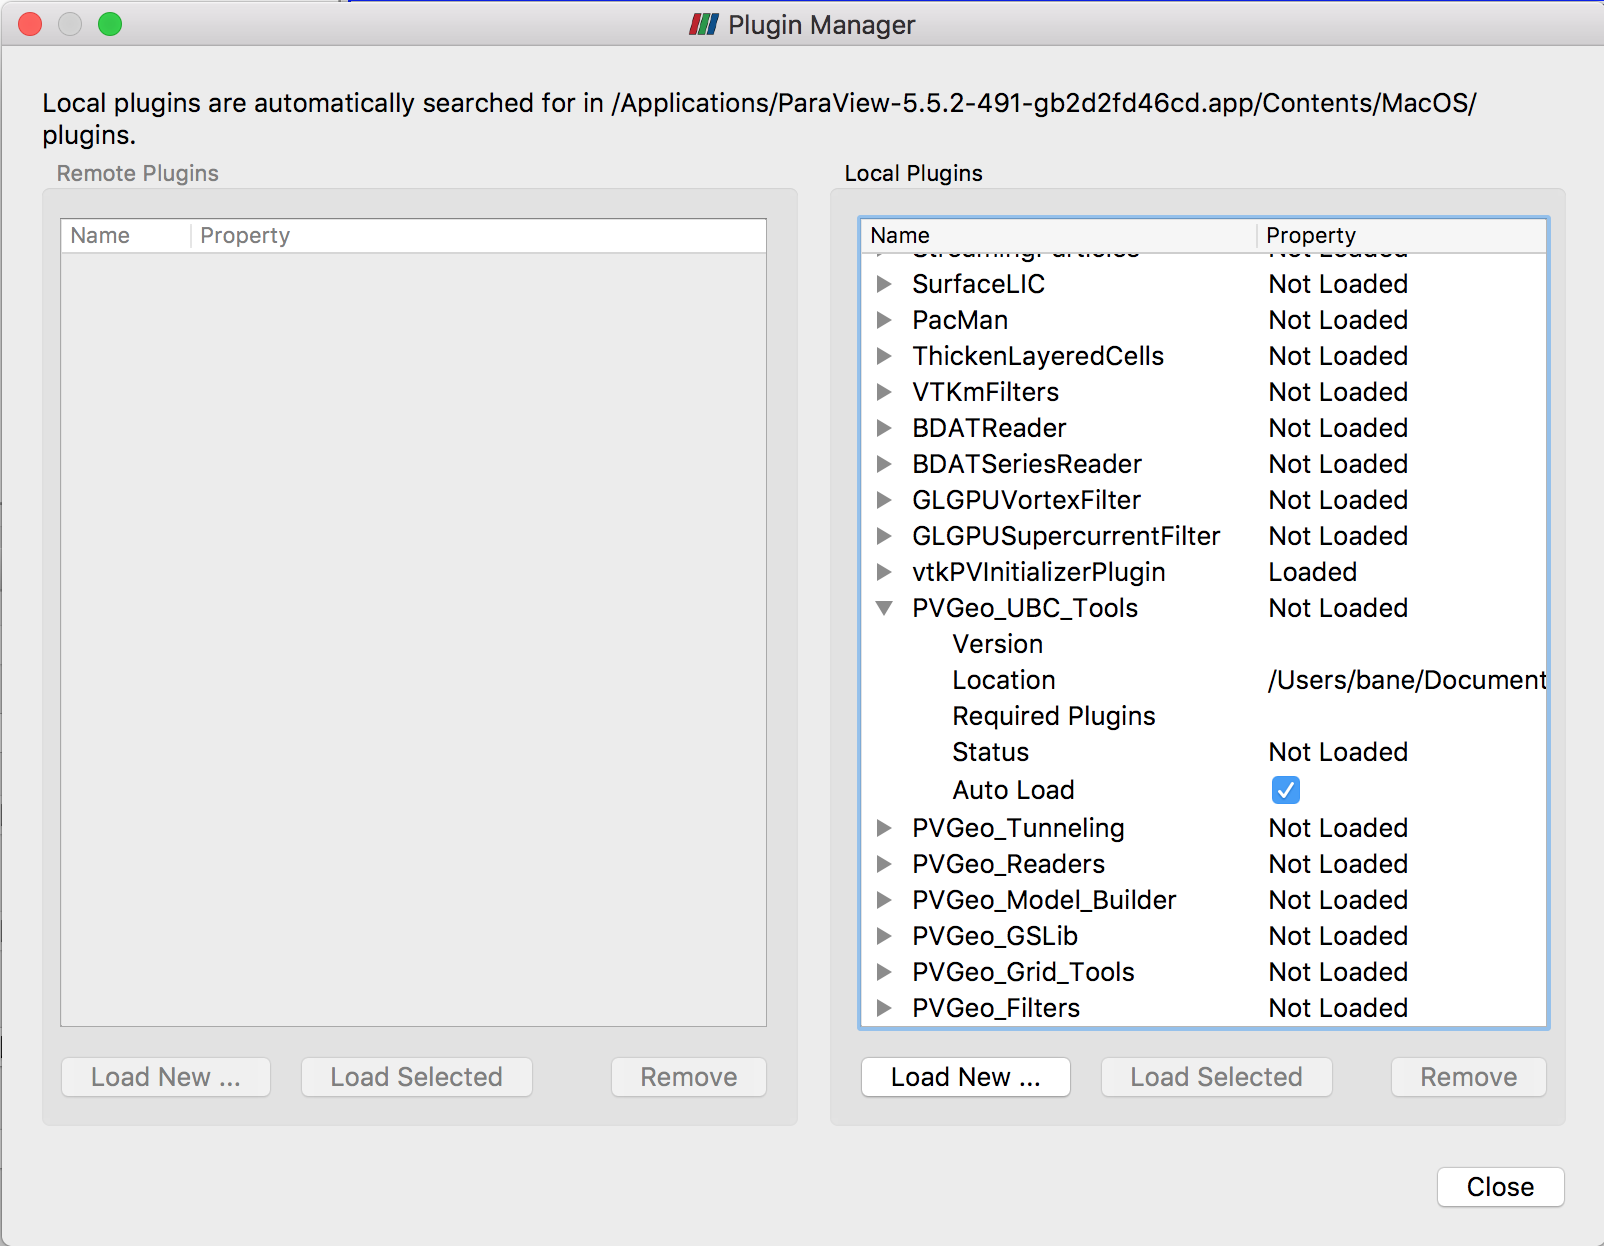 Plugin Manager
Local plugins are automatically searched for in /Applications/ParaView-5.5.2-491-gb2d2fd46cd.app/Contents/MacOS/
plugins.
Remote Plugins
Name Property
Load New ... Load Selected Remove
Local Plugins
Name Property
StreamingParticles Not Loaded
SurfaceLIC Not Loaded
PacMan Not Loaded
ThickenLayeredCells Not Loaded
VTKmFilters Not Loaded
BDATReader Not Loaded
BDATSeriesReader Not Loaded
GLGPUVortexFilter Not Loaded
GLGPUSupercurrentFilter Not Loaded
vtkPVInitializerPlugin Loaded
PVGeo_UBC_Tools Not Loaded
Version
Location /Users/bane/Document
Required Plugins
Status Not Loaded
Auto Load
PVGeo_Tunneling Not Loaded
PVGeo_Readers Not Loaded
PVGeo_Model_Builder Not Loaded
PVGeo_GSLib Not Loaded
PVGeo_Grid_Tools Not Loaded
PVGeo_Filters Not Loaded
Load New ... Load Selected Remove
Close